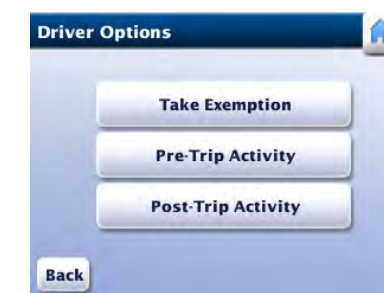 Driver Options
Take Exemption
Pre-Trip Activity
Post-Trip Activity
Back